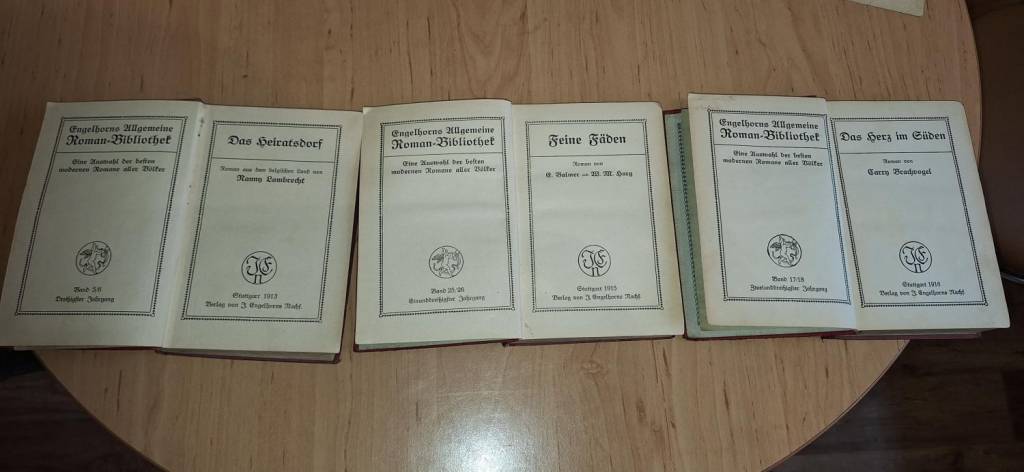 Engelhorns Allgemeine
Roman-Bibliothek
Eine Auswahl der besten
modernen Romane aller Völker
Band 5/6
Dreißigster Jahrgang
Das Heiratsdorf
Roman aus dem belgischen Land von
Nanny Lambrecht
Stuttgart 1913
Verlag von J. Engelhorns Nachf.
Engelhorns Allgemeine
Roman-Bibliothek
Eine Auswahl der besten
modernen Romane aller Völker
Band 25/26
Einunddreißigster Jahrgang
Feine Fäden
Roman von
E. Balmer und W. M. Harg
Stuttgart 1915
Verlag von J. Engelhorns Nachf.
Engelhorns Allgemeine
Roman-Bibliothek
Eine Auswahl der besten
modernen Romane aller Völker
Band 17/18
Zweiunddreißigster Jahrgang
Das Herz im Süden
Roman von
Carry Brachvogel
Stuttgart 1916
Verlag von J. Engelhorns Nachf.